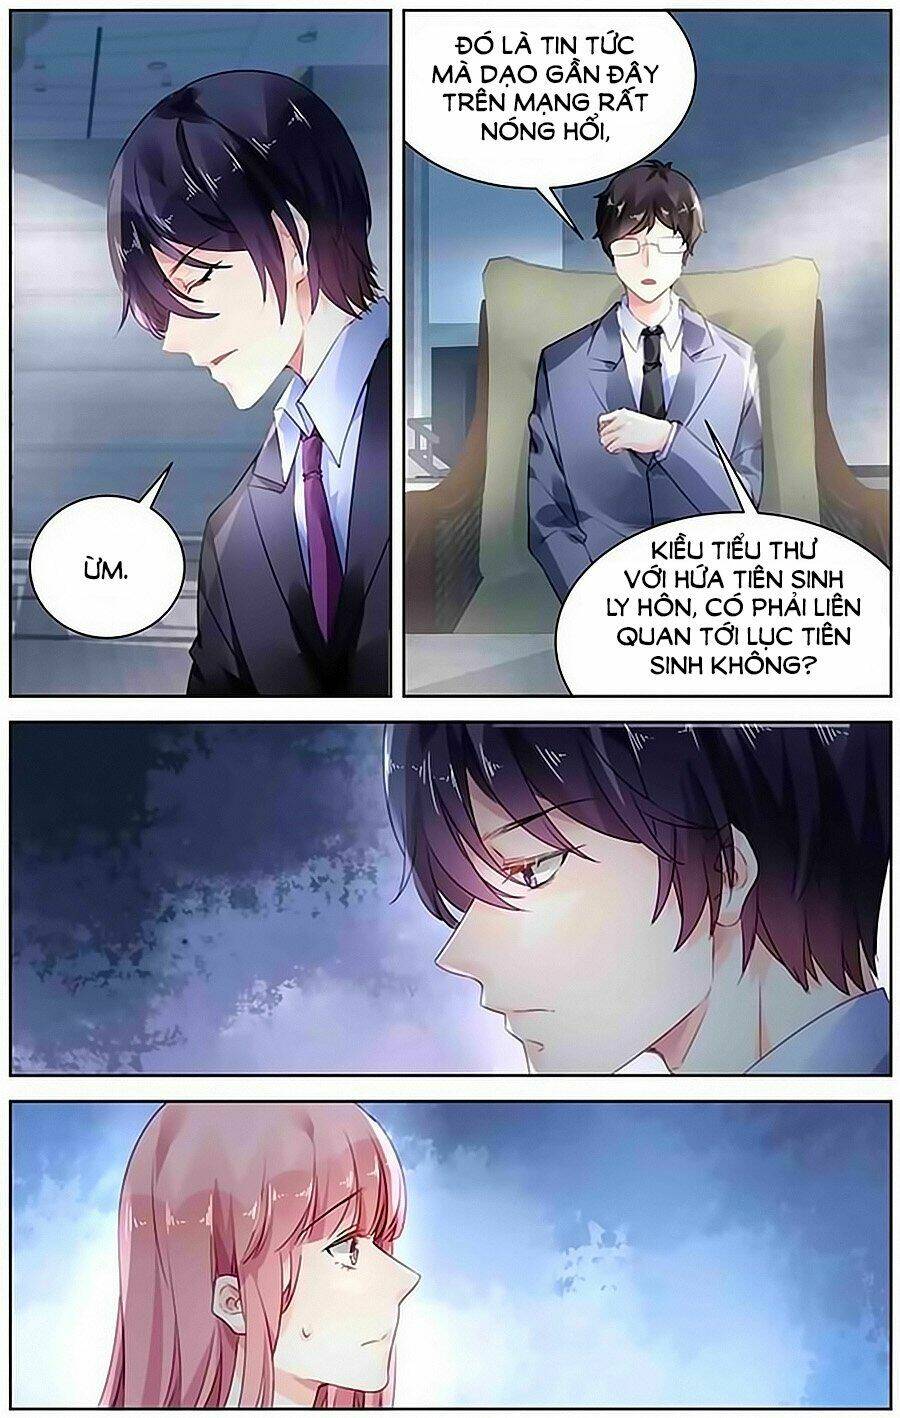 ỪM.
ĐÓ LÀ TIN TỨC
MÀ DẠO GẦN ĐÂY
TRÊN MẠNG RẤT
NÓNG HỔI,
KIỀU TIỂU THƯ
VỚI HỨA TIÊN SINH
LY HÔN, CÓ PHẢI LIÊN
QUAN TỚI LỤC TIÊN
SINH KHÔNG?